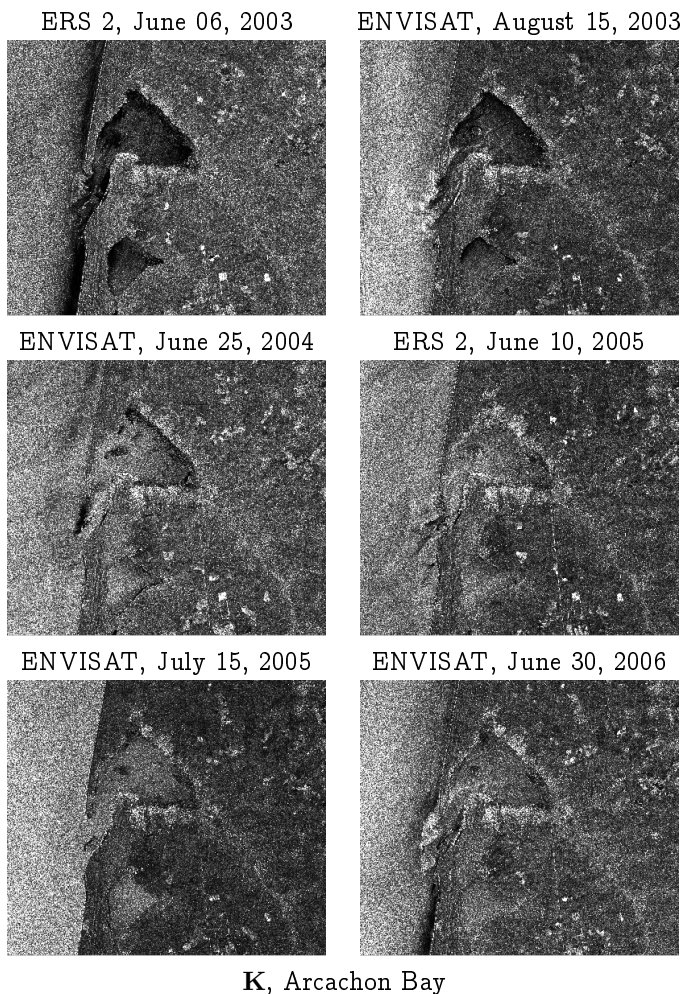 ERS 2, June 06, 2003
ENVISAT, August 15, 2003
ENVISAT, June 25, 2004
ERS 2, June 10, 2005
ENVISAT, July 15, 2005
ENVISAT, June 30, 2006
K, Arcachon Bay